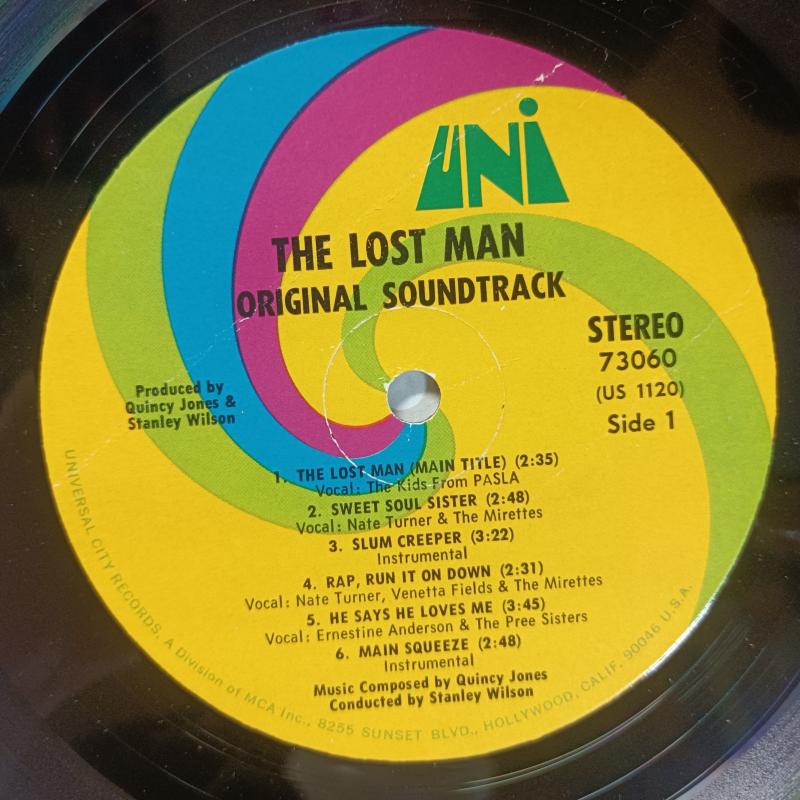 UNi
THE LOST MAN
ORIGINAL SOUNDTRACK
STEREO
73060
(US 1120)
Side 1
Produced by
Quincy Jones &
Stanley Wilson
1. THE LOST MAN (MAIN TITLE) (2:35)
Vocal: The Kids From PASLA
2. SWEET SOUL SISTER (2:48)
Vocal: Nate Turner & The Mirettes
3. SLUM CREEPER (3:22)
Instrumental
4. RAP, RUN IT ON DOWN (2:31)
Vocal: Nate Turner, Venetta Fields & The Mirettes
5. HE SAYS HE LOVES ME (3:45)
Vocal: Ernestine Anderson & The Pree Sisters
6. MAIN SQUEEZE (2:48)
Instrumental
Music Composed by Quincy Jones
Conducted by Stanley Wilson
UNIVERSAL CITY RECORDS, A Division of MCA Inc., 8255 SUNSET BLVD., HOLLYWOOD, CALIF. 90046 U.S.A.